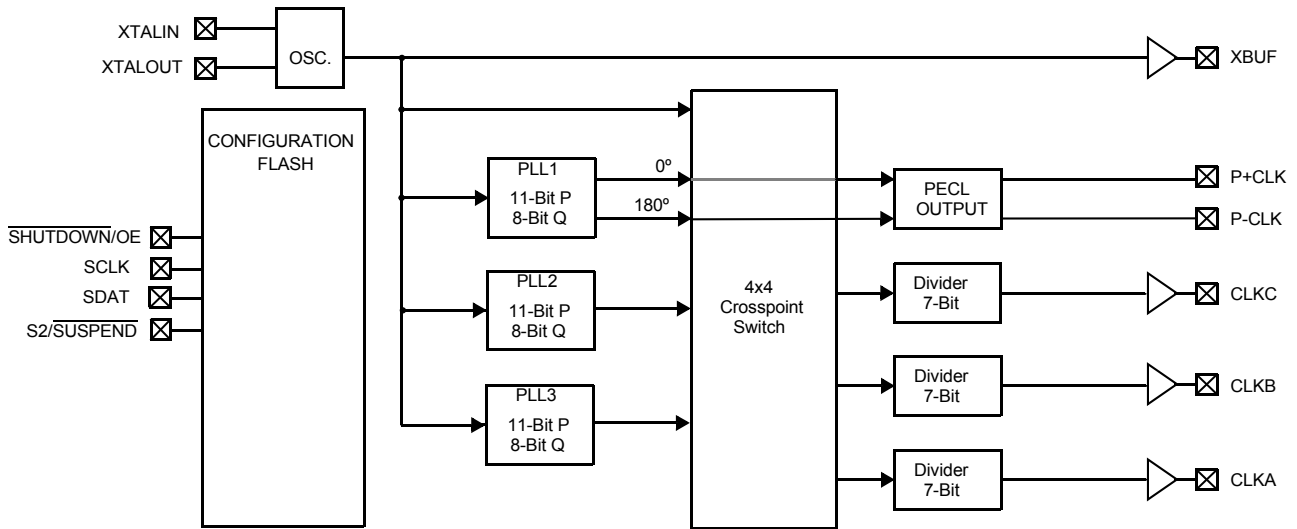 XTALIN
XTALOUT
OSC.
XBUF
CONFIGURATION
FLASH
SHUTDOWN/OE
SCLK
SDAT
S2/SUSPEND
PLL1
11-Bit P
8-Bit Q
0º
180º
PLL2
11-Bit P
8-Bit Q
PLL3
11-Bit P
8-Bit Q
4x4
Crosspoint
Switch
PECL
OUTPUT
P+CLK
P-CLK
Divider
7-Bit
CLKC
Divider
7-Bit
CLKB
Divider
7-Bit
CLKA